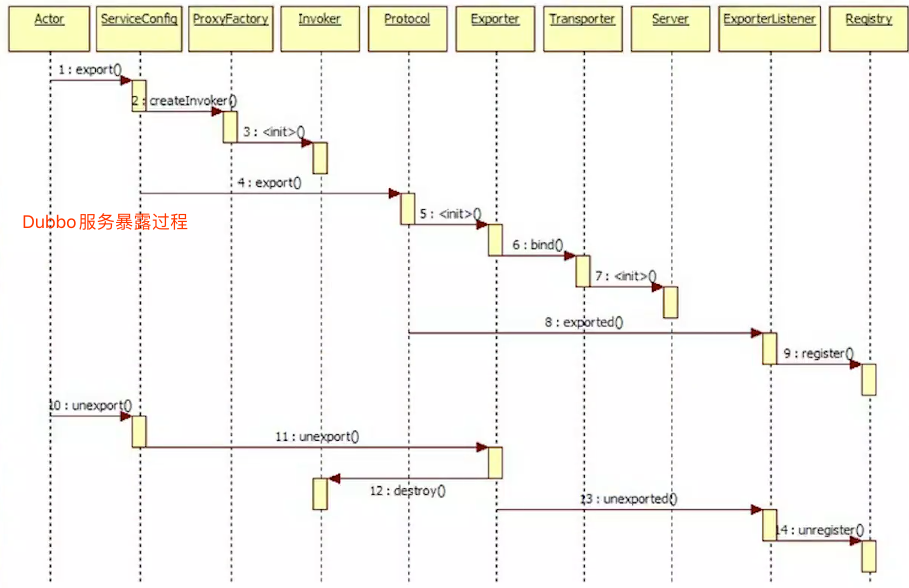 Actor
ServiceConfig
ProxyFactory
Invoker
Protocol
Exporter
Transporter
Server
ExporterListener
Registry
1 : export()
2 : createInvoker()
3 : <init>()
4 : export()
Dubbo服务暴露过程
5 : <init>()
6 : bind()
7 : <init>()
8 : exported()
9 : register()
10 : unexport()
11 : unexport()
12 : destroy()
13 : unexported()
14 : unregister()